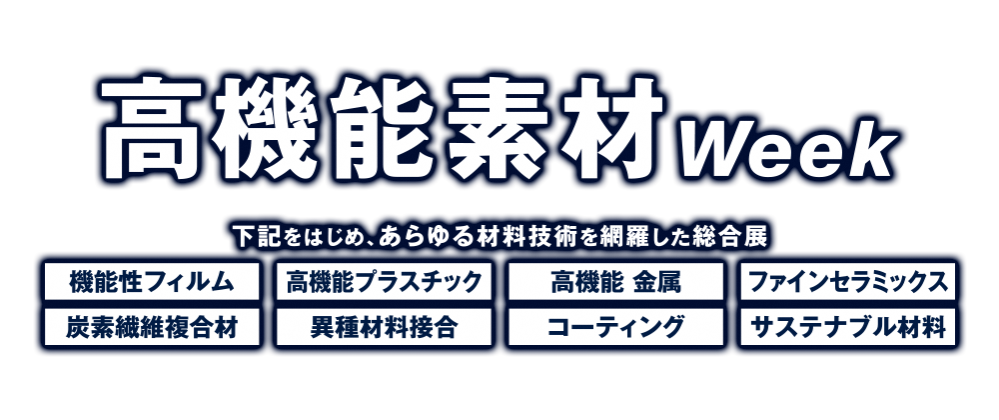 高機能素材Week
下記をはじめ、あらゆる材料技術を網羅した総合展
機能性フィルム 高機能プラスチック 高機能 金属 ファインセラミックス
炭素繊維複合材 異種材料接合 コーティング サステナブル材料